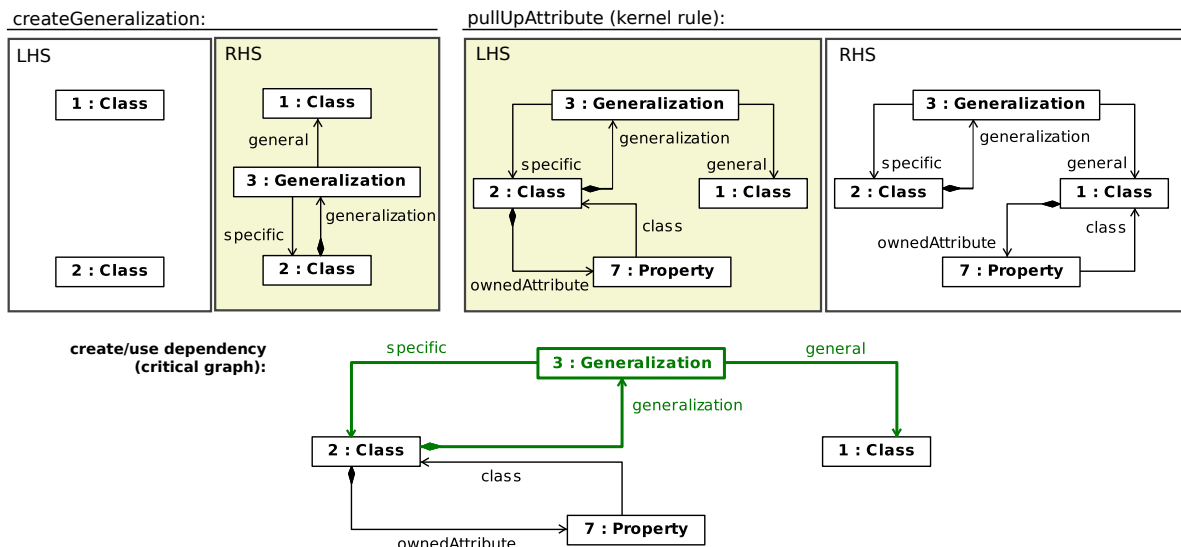 createGeneralization:
LHS
1 : Class
2 : Class
RHS
1 : Class
general
3 : Generalization
generalization
specific
2 : Class
pullUpAttribute (kernel rule):
LHS
3 : Generalization
generalization
specific
general
2 : Class
1 : Class
class
7 : Property
ownedAttribute
RHS
3 : Generalization
generalization
specific
general
2 : Class
1 : Class
class
ownedAttribute
7 : Property
create/use dependency
(critical graph):
specific
3 : Generalization
general
generalization
2 : Class
1 : Class
class
7 : Property
ownedAttribute